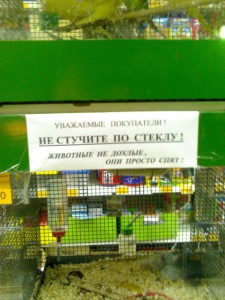 УВАЖАЕМЫЕ ПОКУПАТЕЛИ!
НЕ СТУЧИТЕ ПО СТЕКЛУ!
ЖИВОТНЫЕ НЕ ДОХЛЫЕ,
ОНИ ПРОСТО СПЯТ!